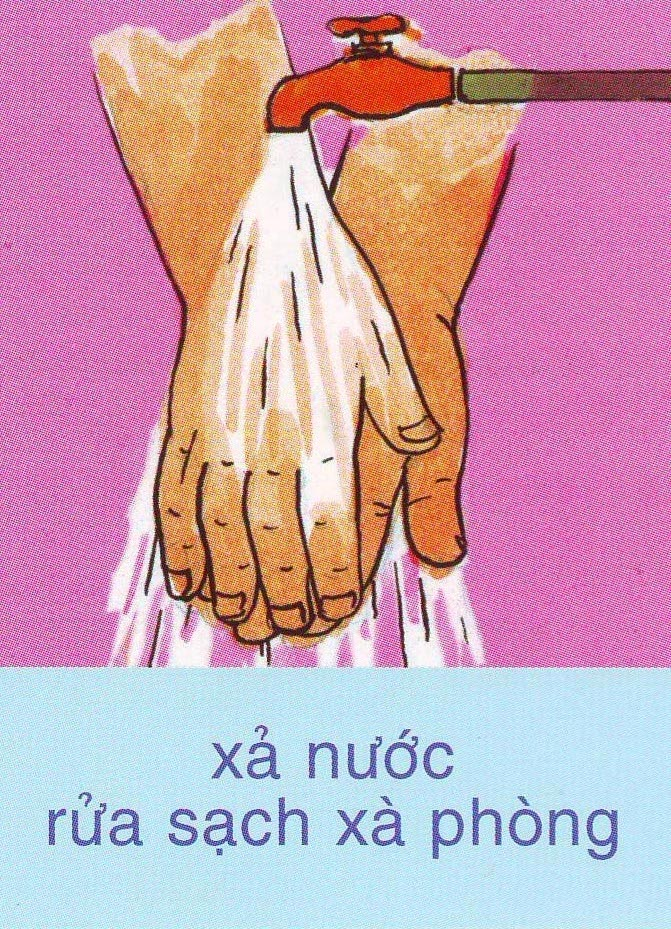 xả nước
rửa sạch xà phòng